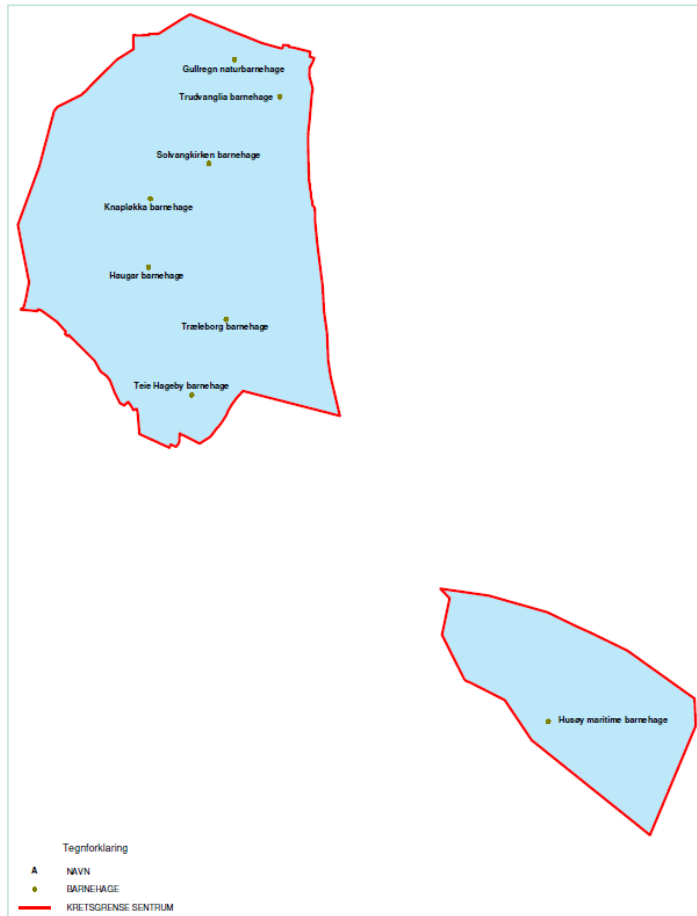 Gullregn naturbarnehage
Trudvanglia barnehage
Solvangkirken barnehage
Knapløkka barnehage
Haugar barnehage
Træleborg barnehage
Teie Hageby barnehage
Husøy maritime barnehage
Tegnforklaring
A NAVN
BARNEHAGE
KRETSGRENSE SENTRUM